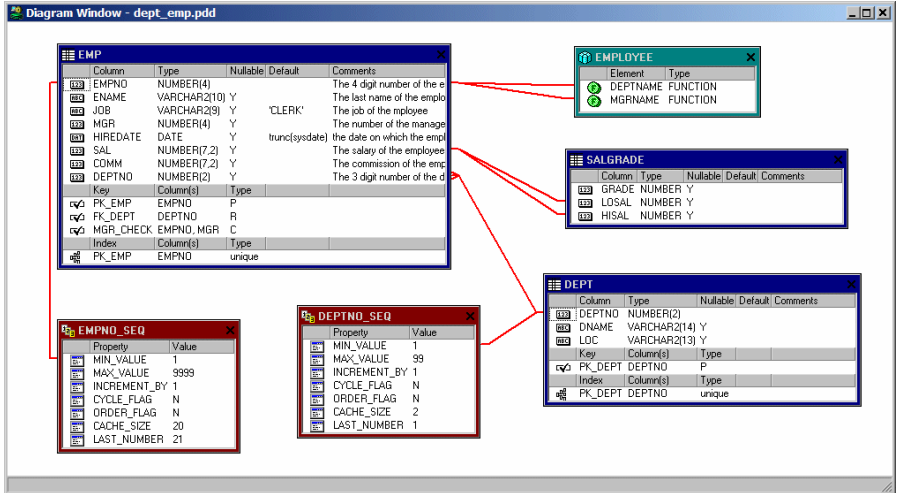 Diagram Window - dept_emp.pdd
EMP
Column Type Nullable Default Comments
EMPNO NUMBER(4) The 4 digit number of the e
ENAME VARCHAR2(10) Y The last name of the emplo
JOB VARCHAR2(9) Y 'CLERK' The job of the mployee
MGR NUMBER(4) Y The number of the manage
HIREDATE DATE Y trunc(sysdate) the date on which the empl
SAL NUMBER(7,2) Y The salary of the employee
COMM NUMBER(7,2) Y The commission of the emp
DEPTNO NUMBER(2) Y The 3 digit number of the d
Key Column(s) Type
PK_EMP EMPNO P
FK_DEPT DEPTNO R
MGR_CHECK EMPNO, MGR C
Index Column(s) Type
PK_EMP EMPNO unique
EMPLOYEE
Element Type
DEPTNAME FUNCTION
MGRNAME FUNCTION
SALGRADE
Column Type Nullable Default Comments
GRADE NUMBER Y
LOSAL NUMBER Y
HISAL NUMBER Y
DEPT
Column Type Nullable Default Comments
DEPTNO NUMBER(2)
DNAME VARCHAR2(14) Y
LOC VARCHAR2(13) Y
Key Column(s) Type
PK_DEPT DEPTNO P
Index Column(s) Type
PK_DEPT DEPTNO unique
EMPNO_SEQ
Property Value
MIN_VALUE 1
MAX_VALUE 9999
INCREMENT_BY 1
CYCLE_FLAG N
ORDER_FLAG N
CACHE_SIZE 20
LAST_NUMBER 21
DEPTNO_SEQ
Property Value
MIN_VALUE 1
MAX_VALUE 99
INCREMENT_BY 1
CYCLE_FLAG N
ORDER_FLAG N
CACHE_SIZE 2
LAST_NUMBER 1